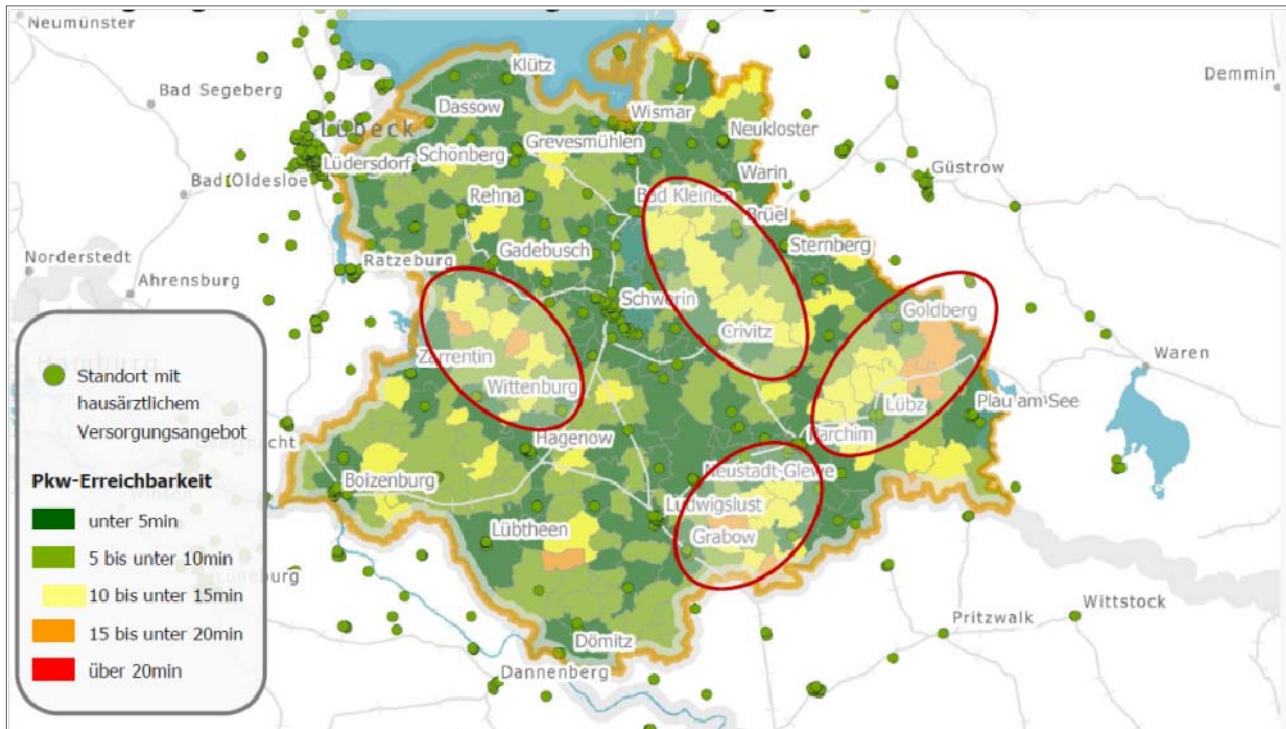 Neumünster
Demmin
Klütz
Bad Segeberg
Dassow
Wismar
Lübeck
Neukloster
Grevesmühlen
Schönberg
Lüdersdorf
Güstrow
Warin
Bad Oldesloe
Rehna
Bad Kleinen
Brüel
Sternberg
Gadebusch
Norderstedt
Ratzeburg
Ahrensburg
Schwerin
Goldberg
Crivitz
Hamburg
Zarrentin
Waren
Wittenburg
Lübz
Plau am See
Parchim
Hagenow
Neustadt-Glewe
Boizenburg
Ludwigslust
Lübtheen
Grabow
Lüneburg
Wittstock
Pritzwalk
Dömitz
Dannenberg
Standort mit
hausärztlichem
Versorgungsangebot
Pkw-Erreichbarkeit
unter 5min
5 bis unter 10min
10 bis unter 15min
15 bis unter 20min
über 20min